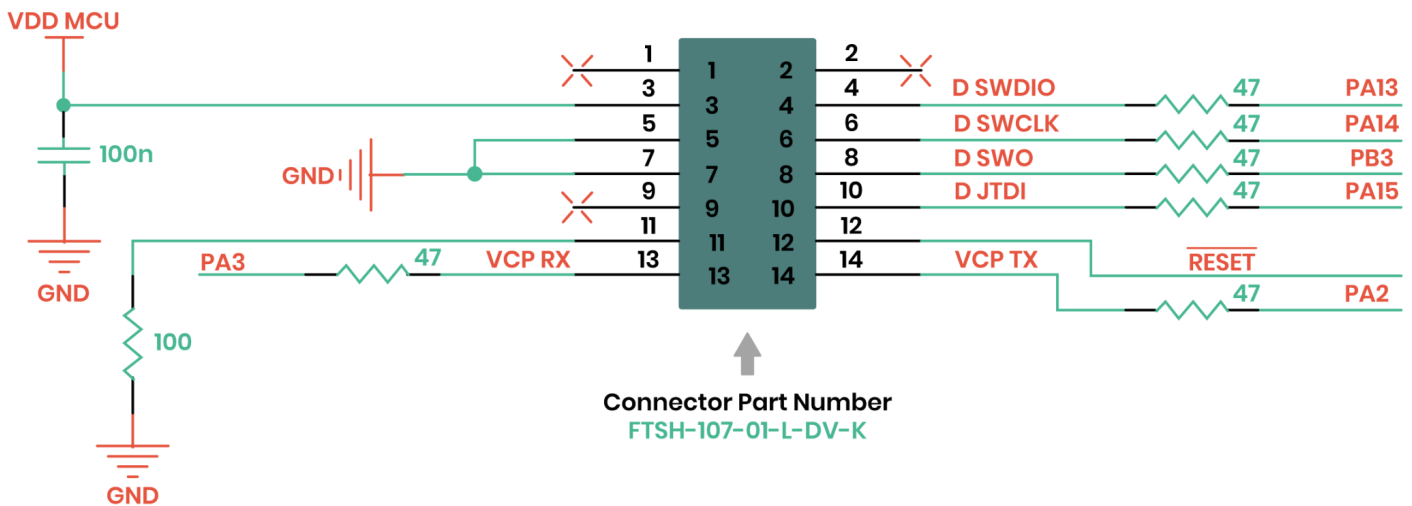 VDD MCU
1 1 2 2
3 3 4 4 D SWDIO 47 PA13
5 5 6 6 D SWCLK 47 PA14
100n
GND 7 7 8 8 D SWO 47 PB3
9 9 10 10 D JTDI 47 PA15
11 11 12 12 RESET
GND
PA3 47 VCP RX 13 13 14 14 VCP TX 47 PA2
100
GND
Connector Part Number
FTSH-107-01-L-DV-K